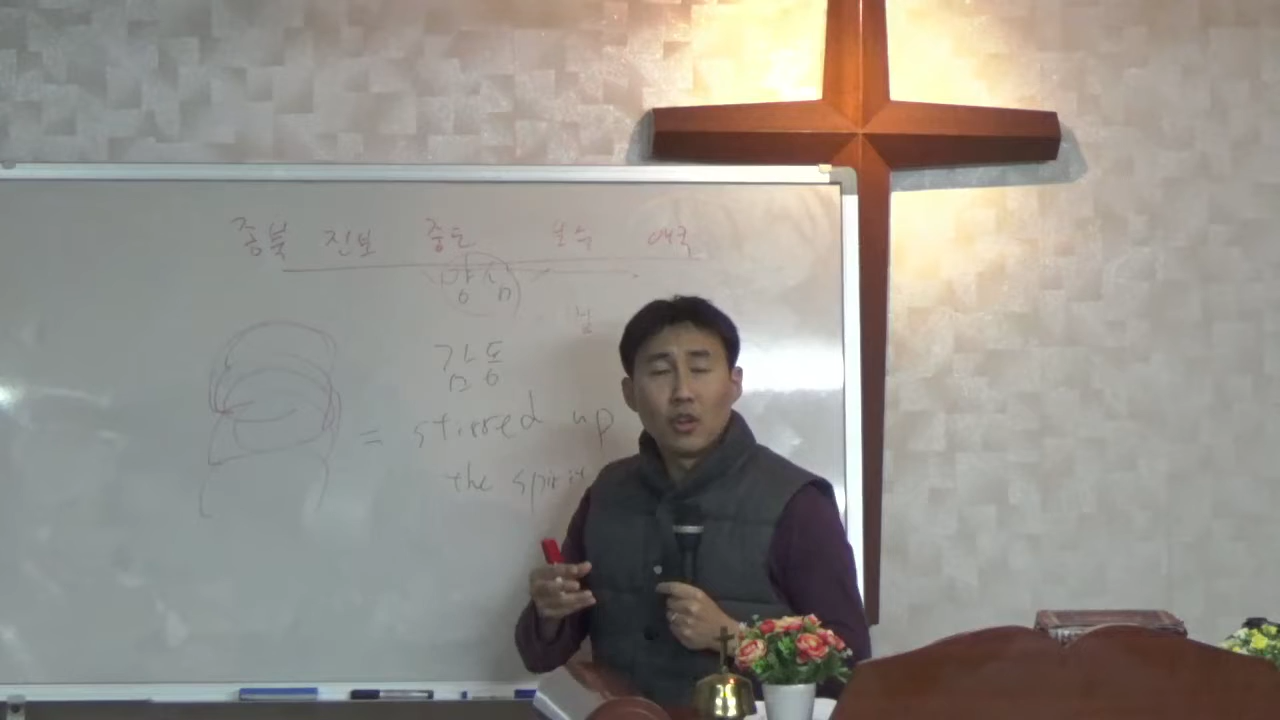 종북 진보 중도 보수 애국
양심
감동
= stirred up
the spirit